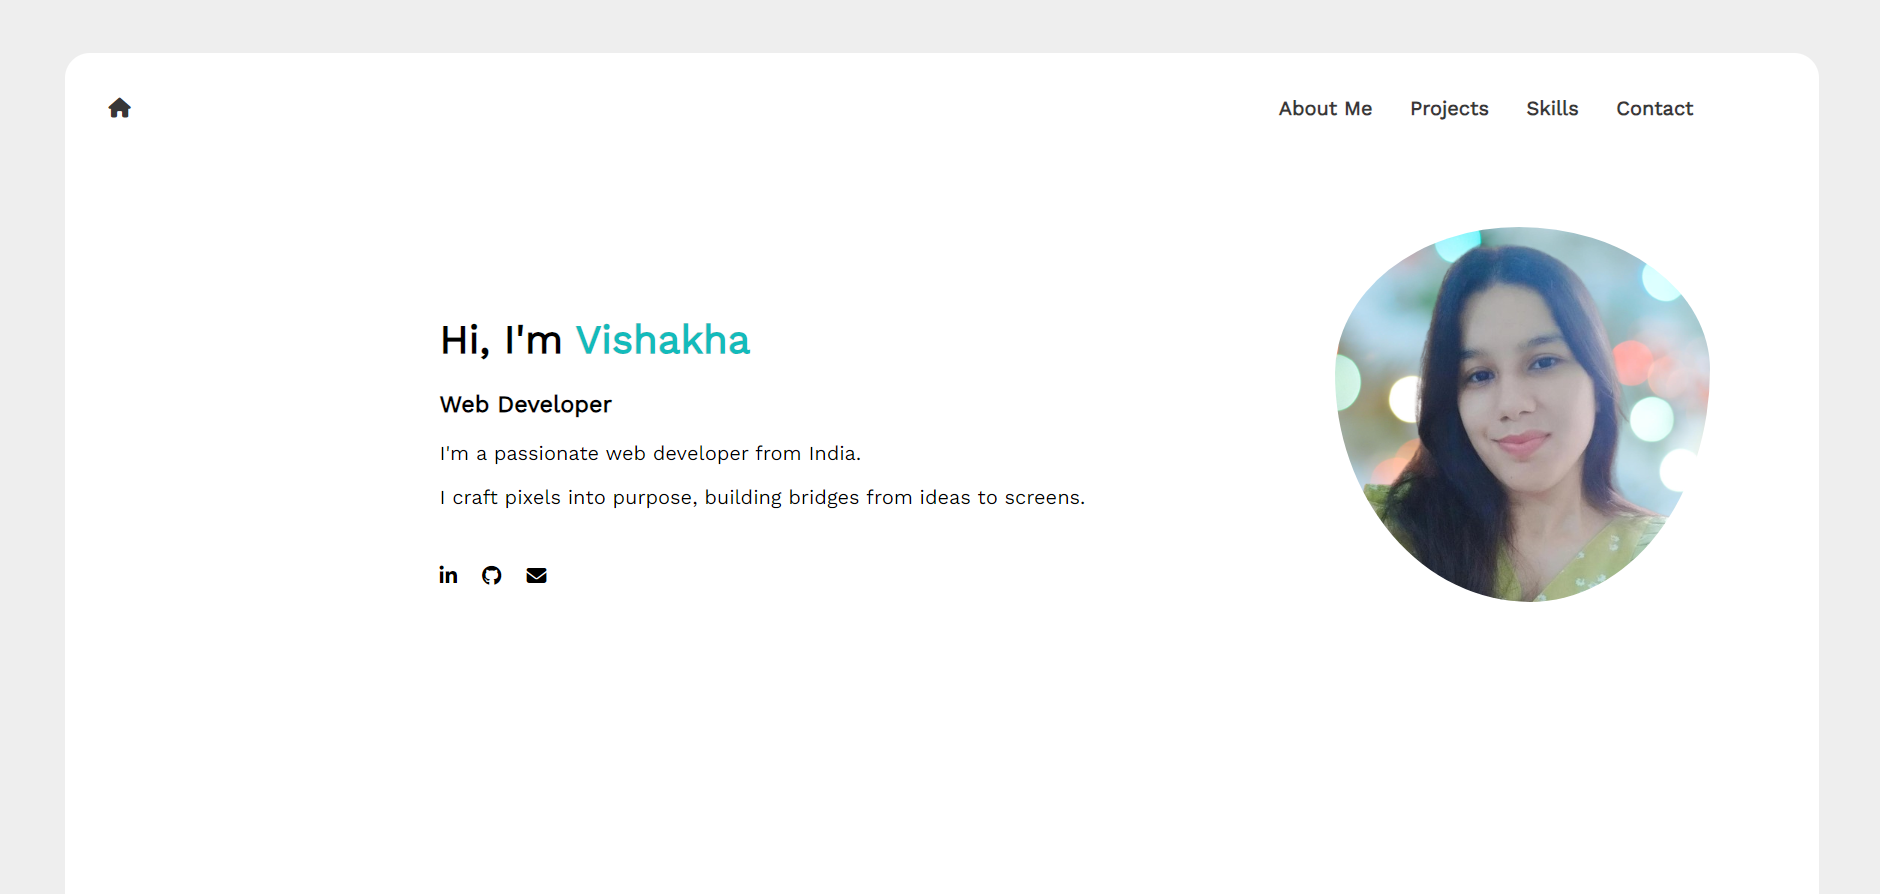 About Me Projects Skills Contact
Hi, I'm Vishakha
Web Developer
I'm a passionate web developer from India.
I craft pixels into purpose, building bridges from ideas to screens.
in